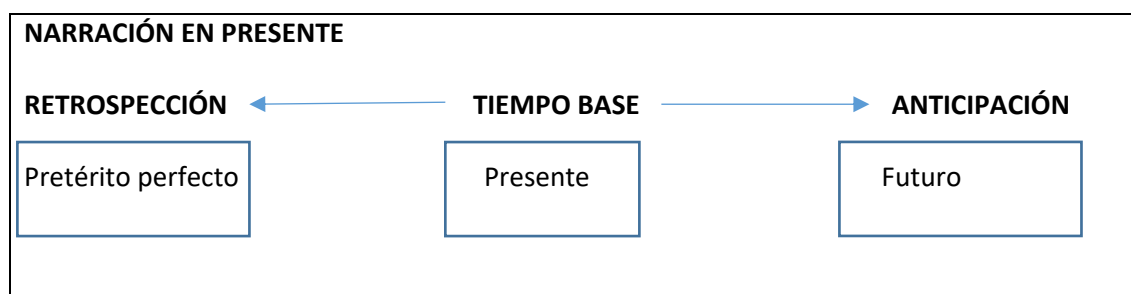 NARRACIÓN EN PRESENTE
RETROSPECCIÓN TIEMPO BASE ANTICIPACIÓN
Pretérito perfecto Presente Futuro